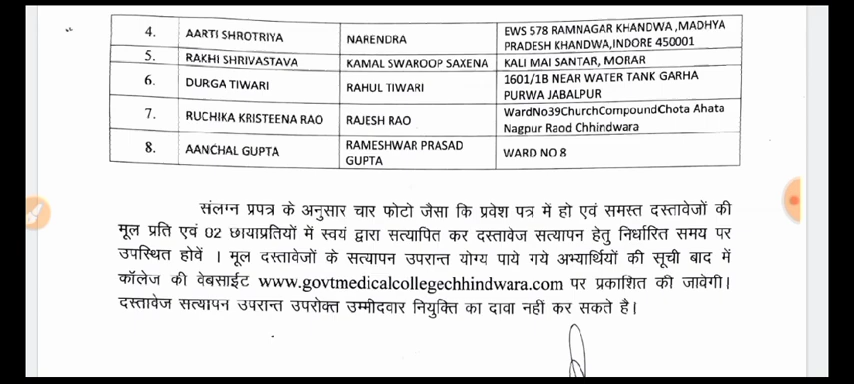 4. AARTI SHROTRIYA NARENDRA EWS 578 RAMNAGAR KHANDWA ,MADHYA
PRADESH KHANDWA,INDORE 450001
5. RAKHI SHRIVASTAVA KAMAL SWAROOP SAXENA KALI MAI SANTAR, MORAR
6. DURGA TIWARI RAHUL TIWARI 1601/1B NEAR WATER TANK GARHA
PURWA JABALPUR
7. RUCHIKA KRISTEENA RAO RAJESH RAO WardNo39ChurchCompoundChota Ahata
Nagpur Raod Chhindwara
8. AANCHAL GUPTA RAMESHWAR PRASAD
GUPTA WARD NO 8
संलग्न प्रपत्र के अनुसार चार फोटो जैसा कि प्रवेश पत्र में हो एवं समस्त दस्तावेजों की
मूल प्रति एवं 02 छायाप्रतियों में स्वयं द्वारा सत्यापित कर दस्तावेज सत्यापन हेतु निर्धारित समय पर
उपस्थित होवें । मूल दस्तावेजों के सत्यापन उपरान्त योग्य पाये गये अभ्यार्थियों की सूची बाद में
कॉलेज की वेबसाईट www.govtmedicalcollegechhindwara.com पर प्रकाशित की जावेगी।
दस्तावेज सत्यापन उपरान्त उपरोक्त उम्मीदवार नियुक्ति का दावा नहीं कर सकते है।